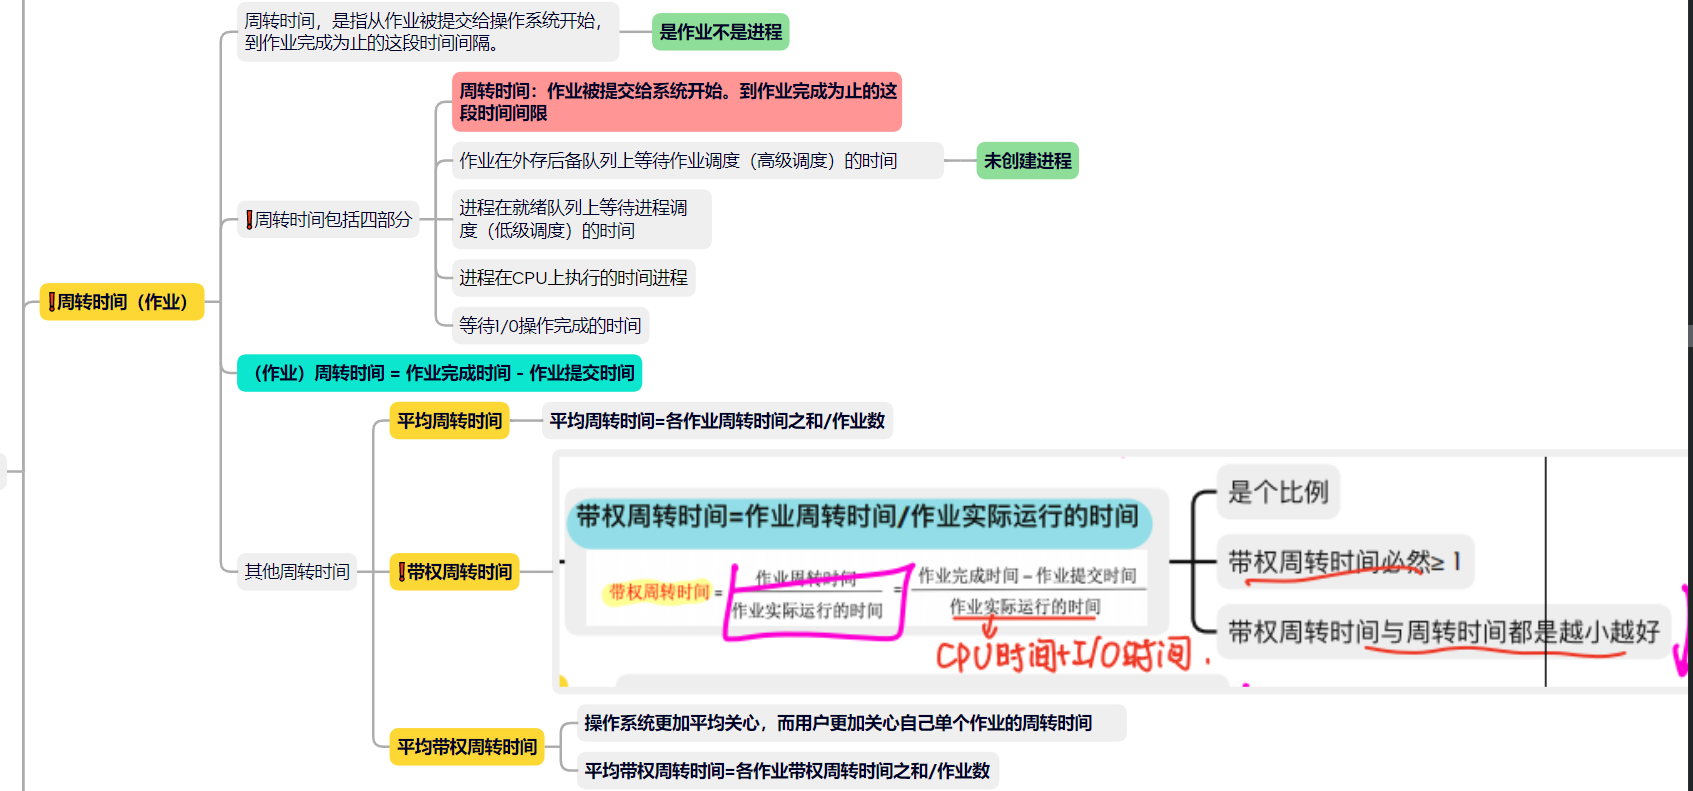 周转时间，是指从作业被提交给操作系统开始，
到作业完成为止的这段时间间隔。
是作业不是进程
周转时间：作业被提交给系统开始。到作业完成为止的这
段时间间限
作业在外存后备队列上等待作业调度（高级调度）的时间
未创建进程
❗周转时间包括四部分
进程在就绪队列上等待进程调
度（低级调度）的时间
进程在CPU上执行的时间进程
等待I/0操作完成的时间
❗周转时间（作业）
（作业）周转时间 = 作业完成时间 - 作业提交时间
平均周转时间
平均周转时间=各作业周转时间之和/作业数
其他周转时间
❗带权周转时间
带权周转时间=作业周转时间/作业实际运行的时间
带权周转时间=作业周转时间/作业实际运行的时间=作业完成时间－作业提交时间/作业实际运行的时间
CPU时间+I/O时间.
是个比例
带权周转时间必然≥ 1
带权周转时间与周转时间都是越小越好
平均带权周转时间
操作系统更加平均关心，而用户更加关心自己单个作业的周转时间
平均带权周转时间=各作业带权周转时间之和/作业数